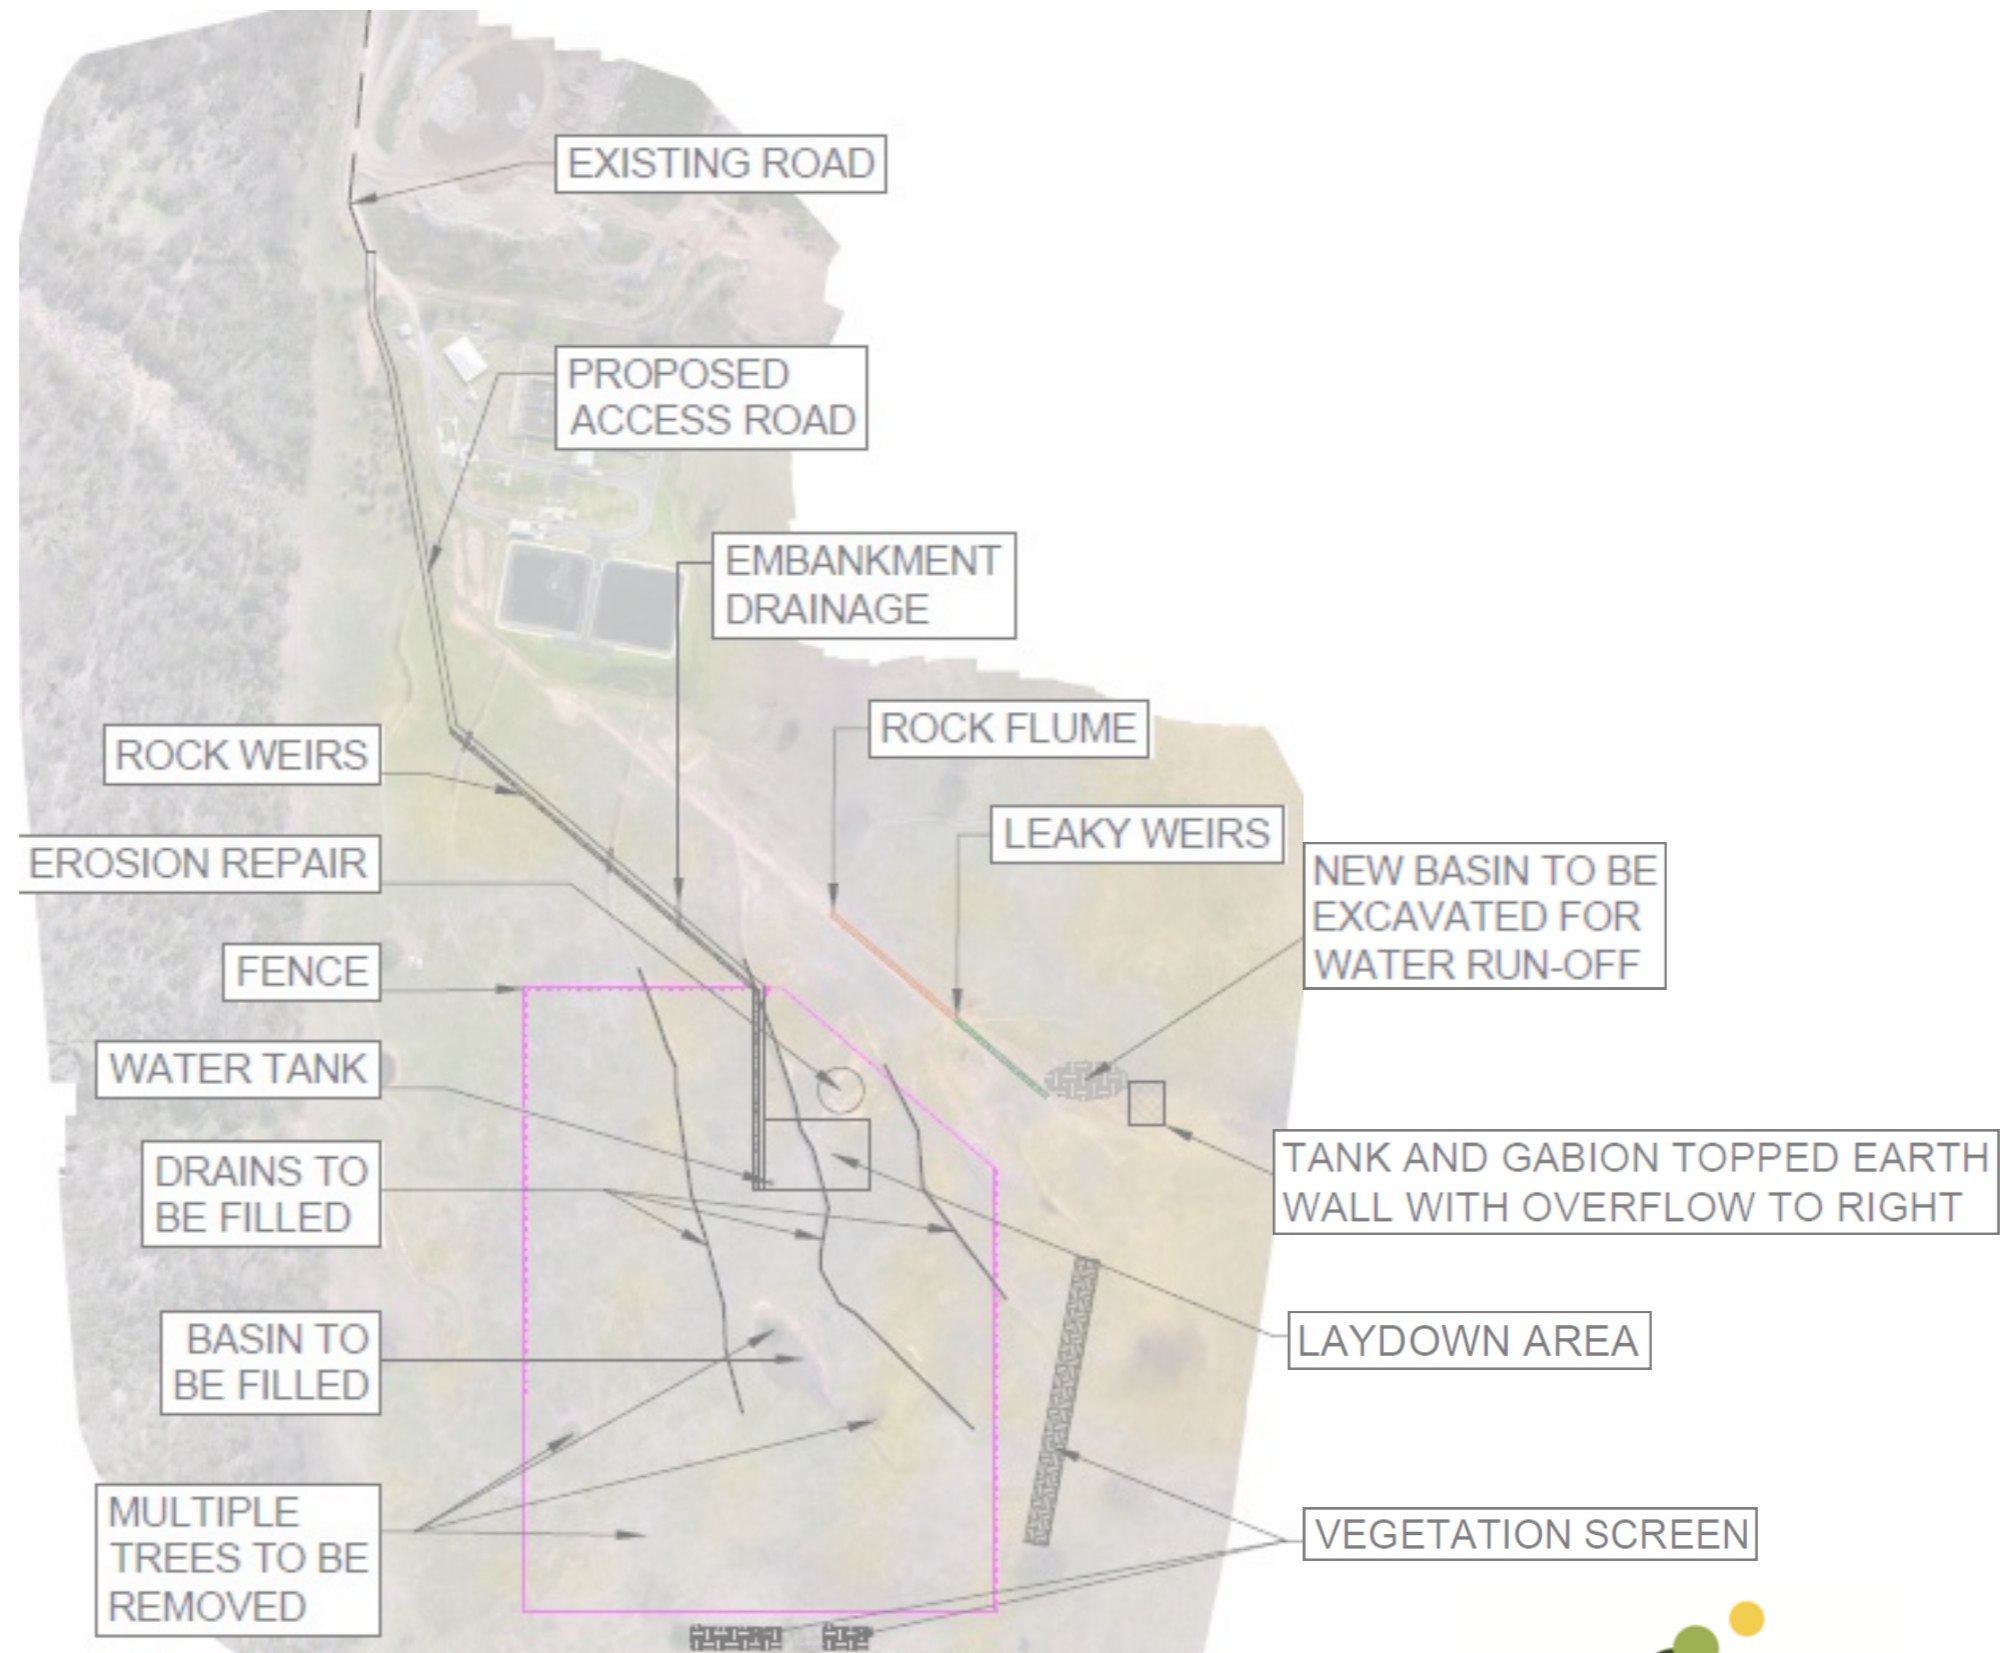 EXISTING ROAD
PROPOSED
ACCESS ROAD
EMBANKMENT
DRAINAGE
ROCK WEIRS
ROCK FLUME
LEAKY WEIRS
EROSION REPAIR
NEW BASIN TO BE
EXCAVATED FOR
WATER RUN-OFF
FENCE
WATER TANK
DRAINS TO
BE FILLED
TANK AND GABION TOPPED EARTH
WALL WITH OVERFLOW TO RIGHT
BASIN TO
BE FILLED
LAYDOWN AREA
MULTIPLE
TREES TO BE
REMOVED
VEGETATION SCREEN